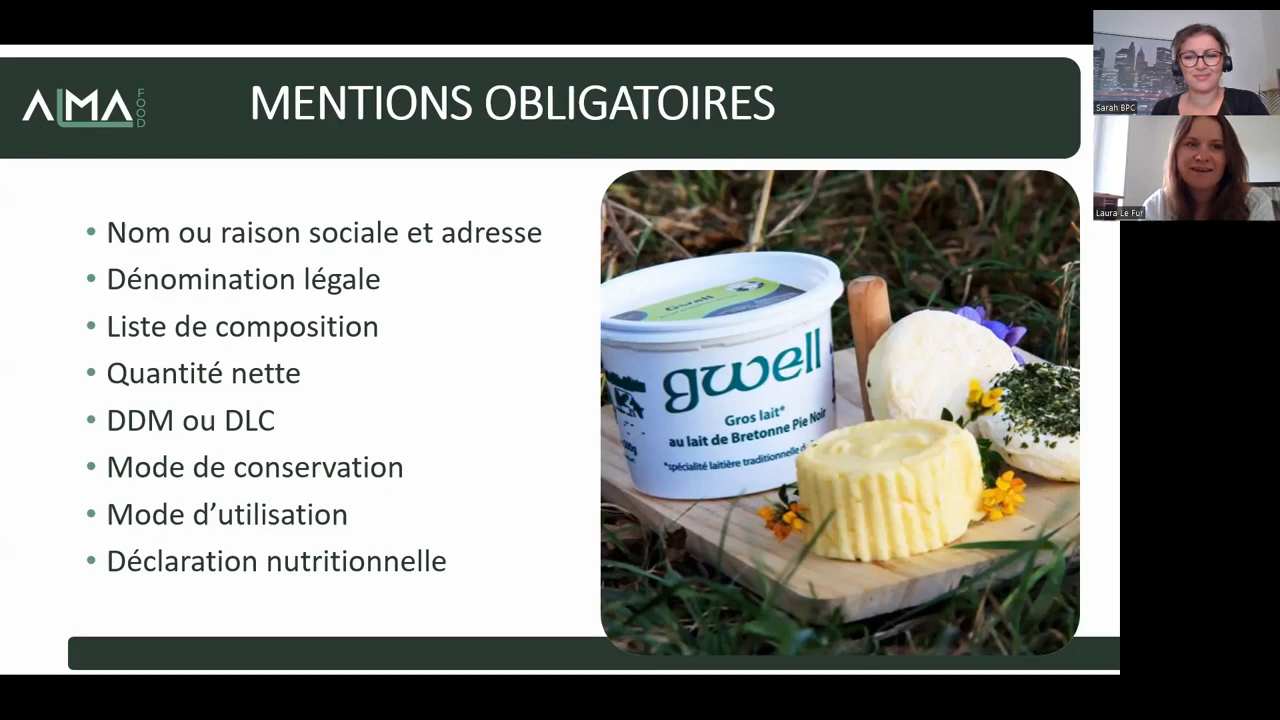 ALMA
FOOD
MENTIONS OBLIGATOIRES
Sarah BPC
Laura Le Fur
• Nom ou raison sociale et adresse
• Dénomination légale
• Liste de composition
• Quantité nette
• DDM ou DLC
• Mode de conservation
• Mode d’utilisation
• Déclaration nutritionnelle
Gwell
gwell
Gros lait*
au lait de Bretonne Pie Noir
*spécialité laitière traditionnelle